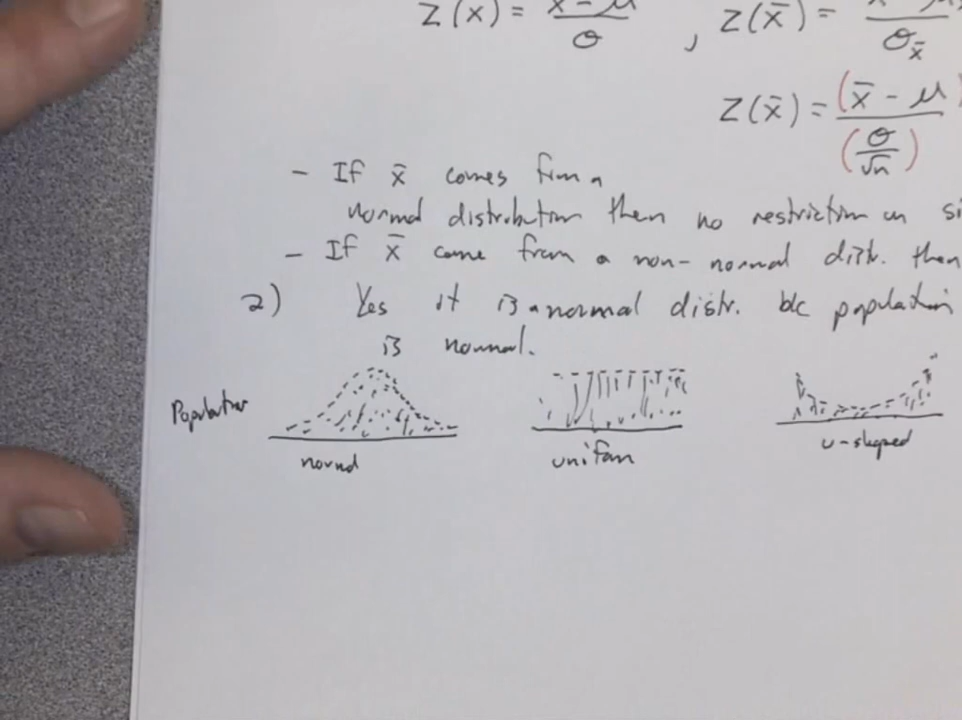 Z(x) = x - μ / σ , Z(x̄) = x - μ / σx̄
Z(x̄) = (x̄ - μ) / (σ/√n)
- If x̄ comes from a
normal distribution then no restriction on si
- If x̄ come from a non-normal distr. then
2) Yes it is a normal distr. b/c population
is normal.
Population
normal uniform u-shaped